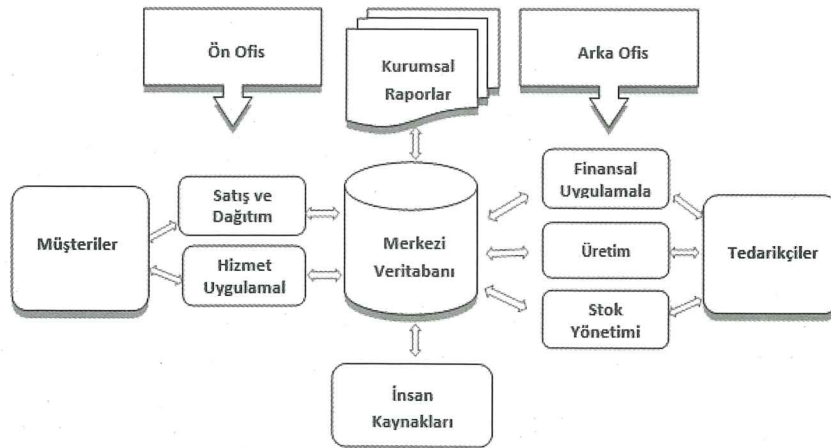 Ön Ofis
Kurumsal
Raporlar
Arka Ofis
Müşteriler
Satış ve
Dağıtım
Hizmet
Uygulamal
Merkezi
Veritabanı
Finansal
Uygulamala
Üretim
Stok
Yönetimi
Tedarikçiler
İnsan
Kaynakları